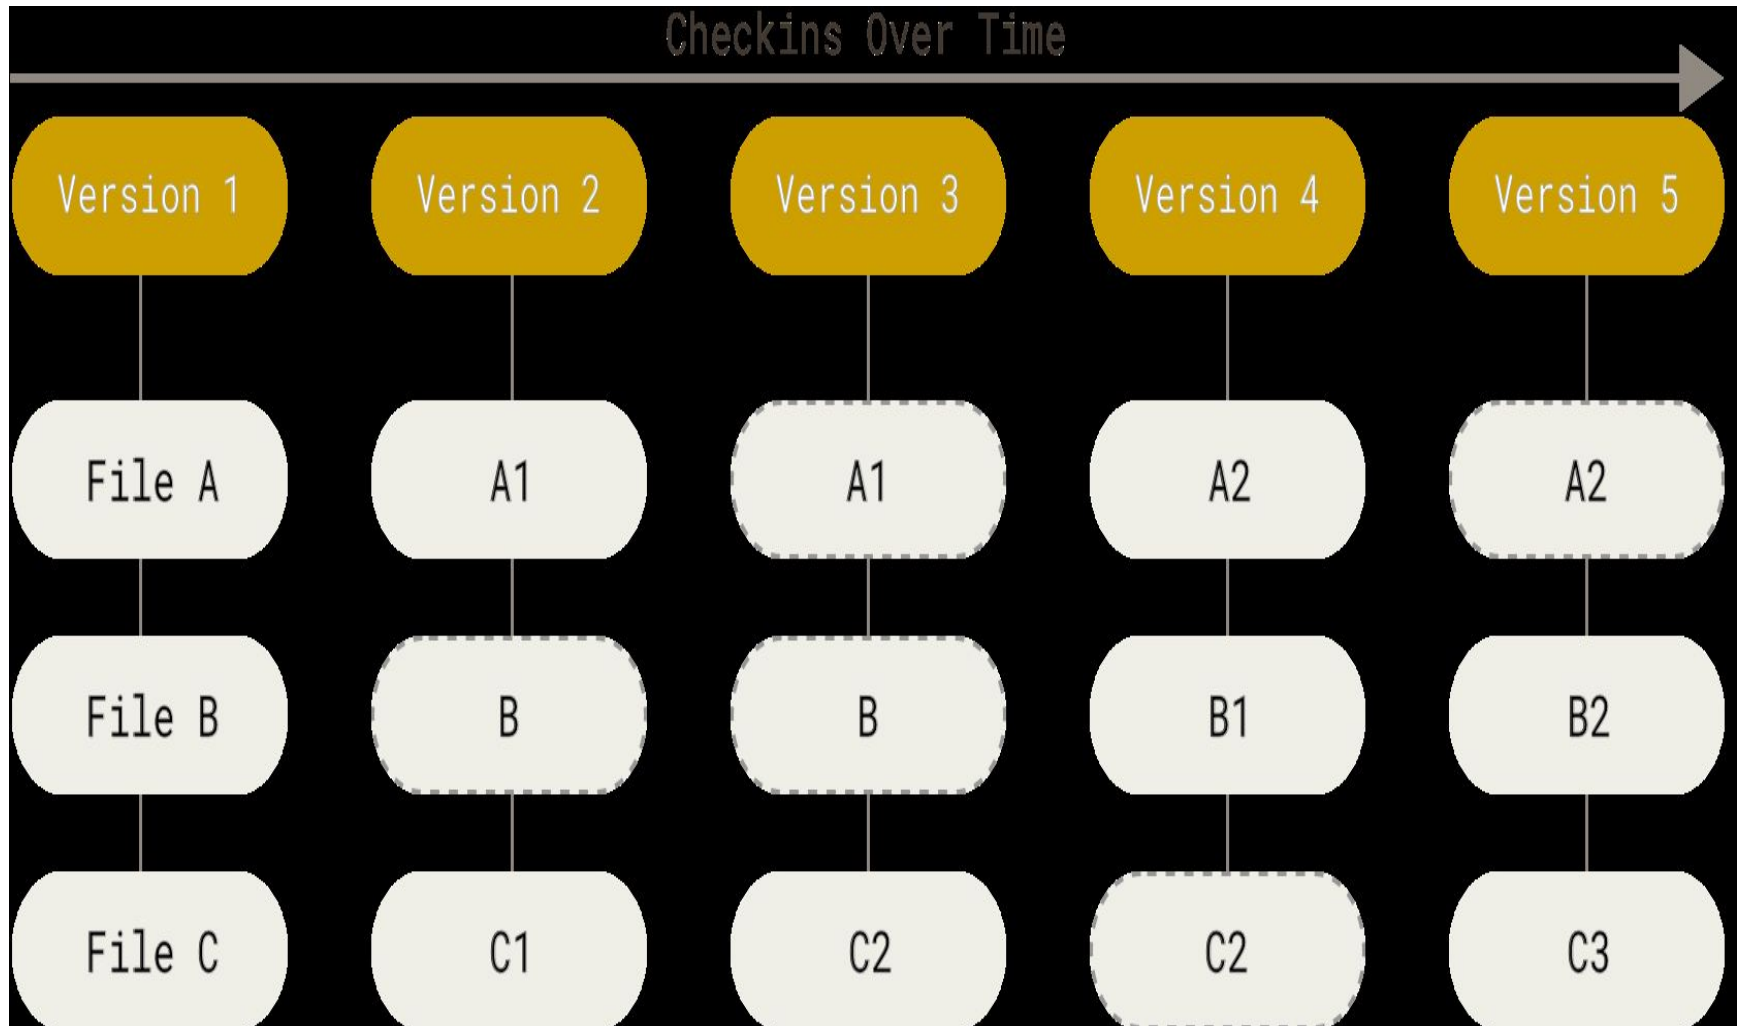 Checkins Over Time
Version 1 Version 2 Version 3 Version 4 Version 5
File A A1 A1 A2 A2
File B B B B1 B2
File C C1 C2 C2 C3